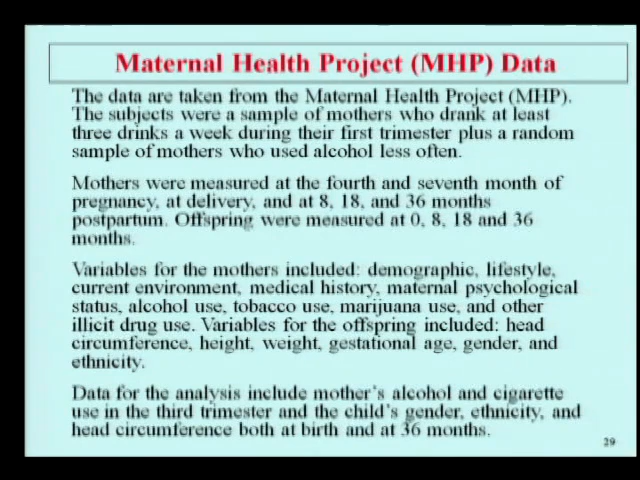 Maternal Health Project (MHP) Data
The data are taken from the Maternal Health Project (MHP).
The subjects were a sample of mothers who drank at least
three drinks a week during their first trimester plus a random
sample of mothers who used alcohol less often.
Mothers were measured at the fourth and seventh month of
pregnancy, at delivery, and at 8, 18, and 36 months
postpartum. Offspring were measured at 0, 8, 18 and 36
months.
Variables for the mothers included: demographic, lifestyle,
current environment, medical history, maternal psychological
status, alcohol use, tobacco use, marijuana use, and other
illicit drug use. Variables for the offspring included: head
circumference, height, weight, gestational age, gender, and
ethnicity.
Data for the analysis include mother's alcohol and cigarette
use in the third trimester and the child's gender, ethnicity, and
head circumference both at birth and at 36 months.
29